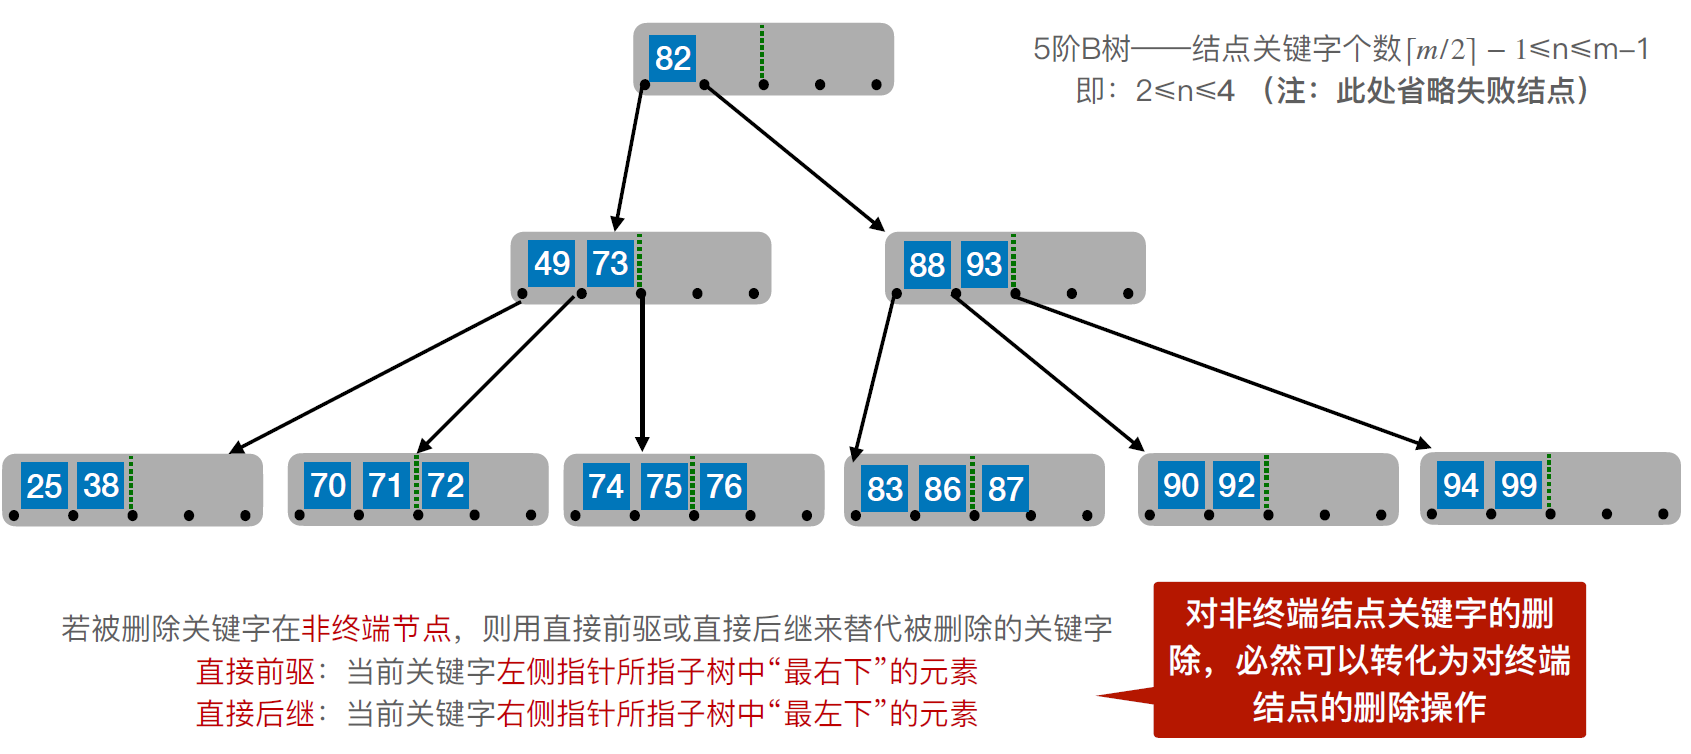 82
5阶B树——结点关键字个数⌈m/2⌉ − 1≤n≤m−1
即：2≤n≤4 （注：此处省略失败结点）
49 73
88 93
25 38
70 71 72
74 75 76
83 86 87
90 92
94 99
若被删除关键字在非终端节点，则用直接前驱或直接后继来替代被删除的关键字
直接前驱：当前关键字左侧指针所指子树中“最右下”的元素
直接后继：当前关键字右侧指针所指子树中“最左下”的元素
对非终端结点关键字的删
除，必然可以转化为对终端
结点的删除操作